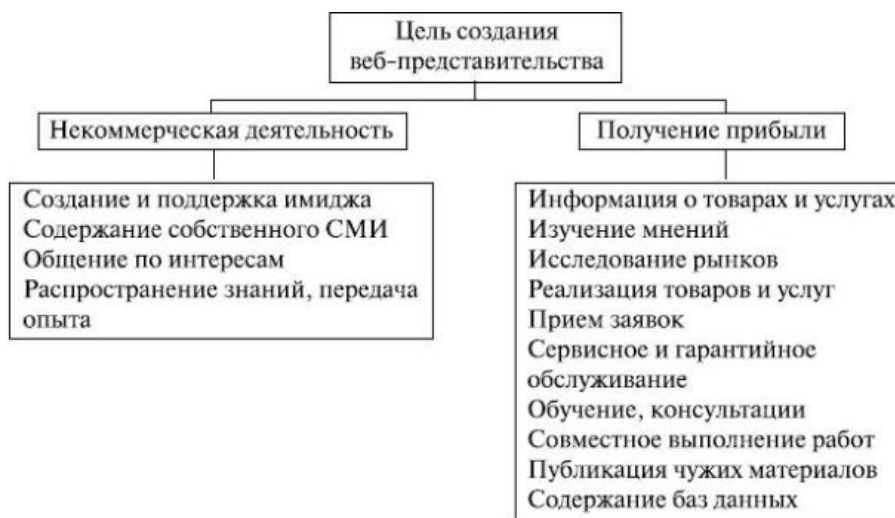 Цель создания
веб-представительства
Некоммерческая деятельность
Получение прибыли
Создание и поддержка имиджа
Содержание собственного СМИ
Общение по интересам
Распространение знаний, передача
опыта
Информация о товарах и услугах
Изучение мнений
Исследование рынков
Реализация товаров и услуг
Прием заявок
Сервисное и гарантийное
обслуживание
Обучение, консультации
Совместное выполнение работ
Публикация чужих материалов
Содержание баз данных